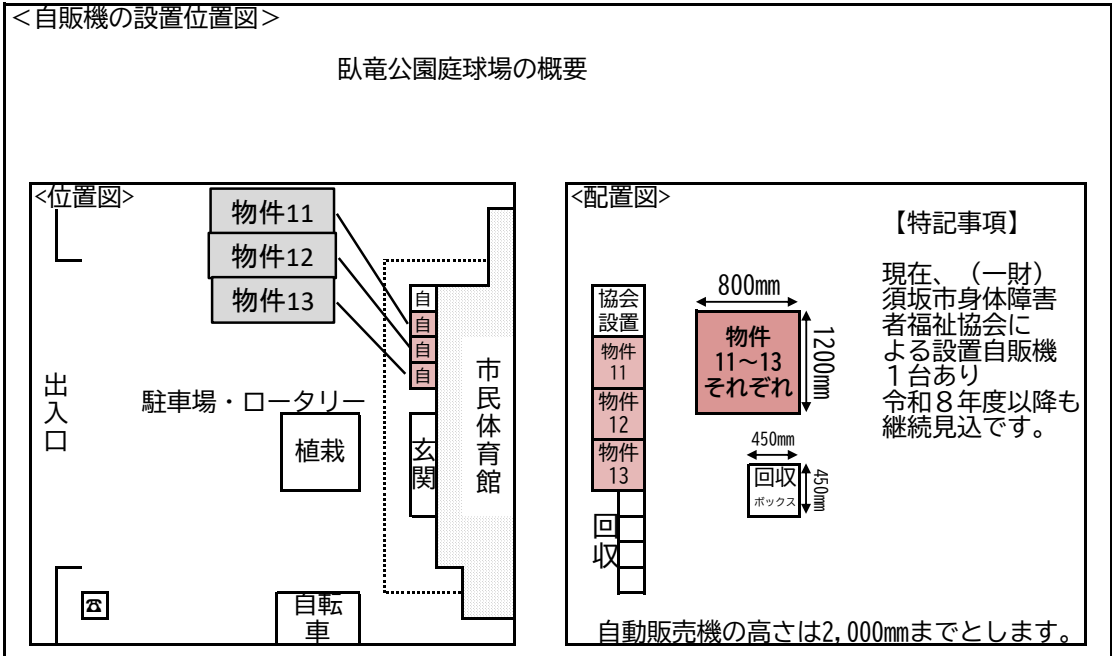 ＜自販機の設置位置図＞
臥竜公園庭球場の概要
<位置図>
物件11
物件12
物件13
自
自
自
自
出入口
駐車場・ロータリー
植栽
玄関
市民体育館
☎
自転
車
<配置図>
協会
設置
物件
11
物件
12
物件
13
回収
800mm
1200mm
物件
11～13
それぞれ
450mm
450mm
回収
ボックス
【特記事項】
現在、（一財）
須坂市身体障害
者福祉協会に
よる設置自販機
１台あり
令和８年度以降も
継続見込です。
自動販売機の高さは2,000mmまでとします。